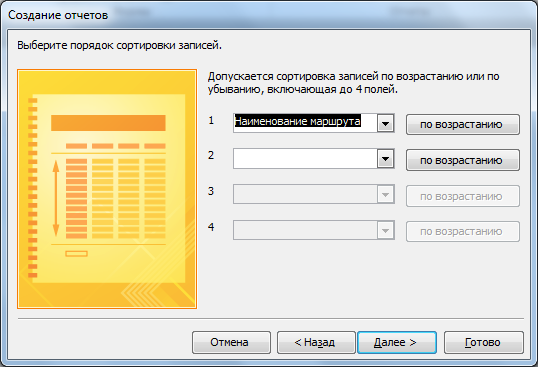 Создание отчетов
Выберите порядок сортировки записей.
Допускается сортировка записей по возрастанию или по
убыванию, включающая до 4 полей.
1 Наименование маршрута по возрастанию
2 по возрастанию
3 по возрастанию
4 по возрастанию
Отмена < Назад Далее > Готово